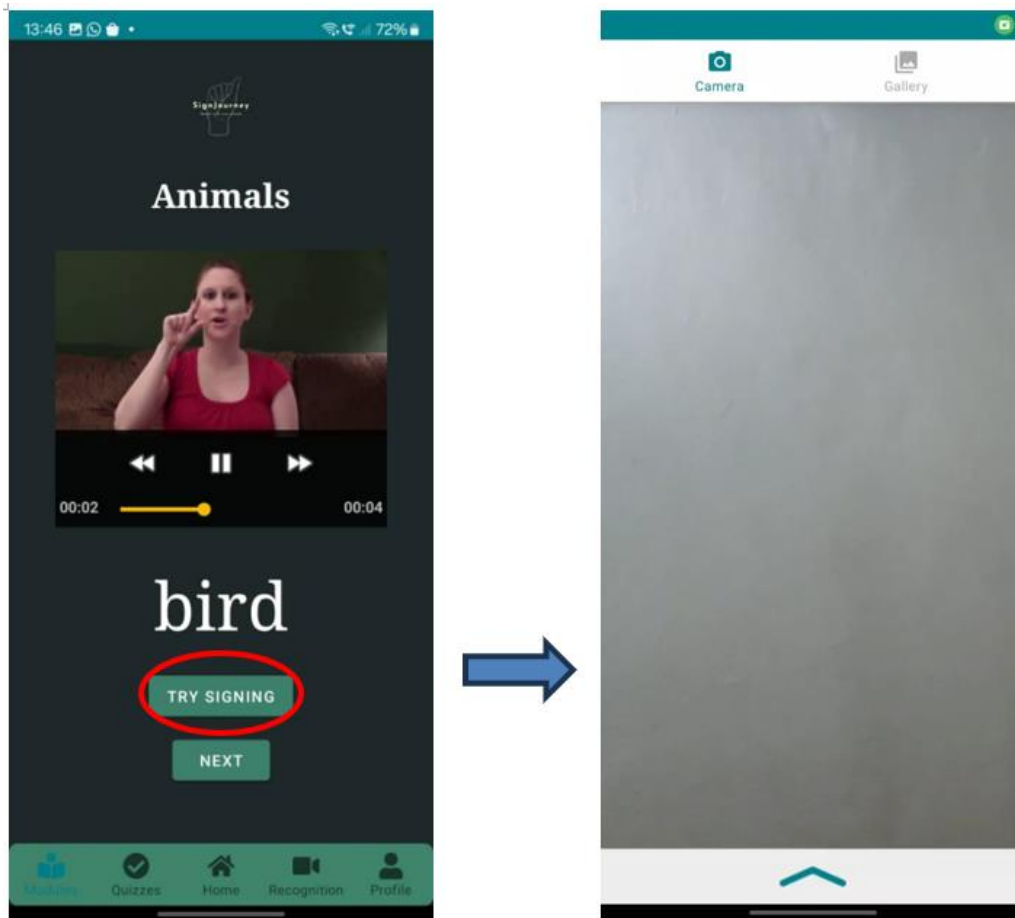 13:46
72%
SignJourney
Animals
00:02
00:04
bird
TRY SIGNING
NEXT
Modules
Quizzes
Home
Recognition
Profile
Camera
Gallery